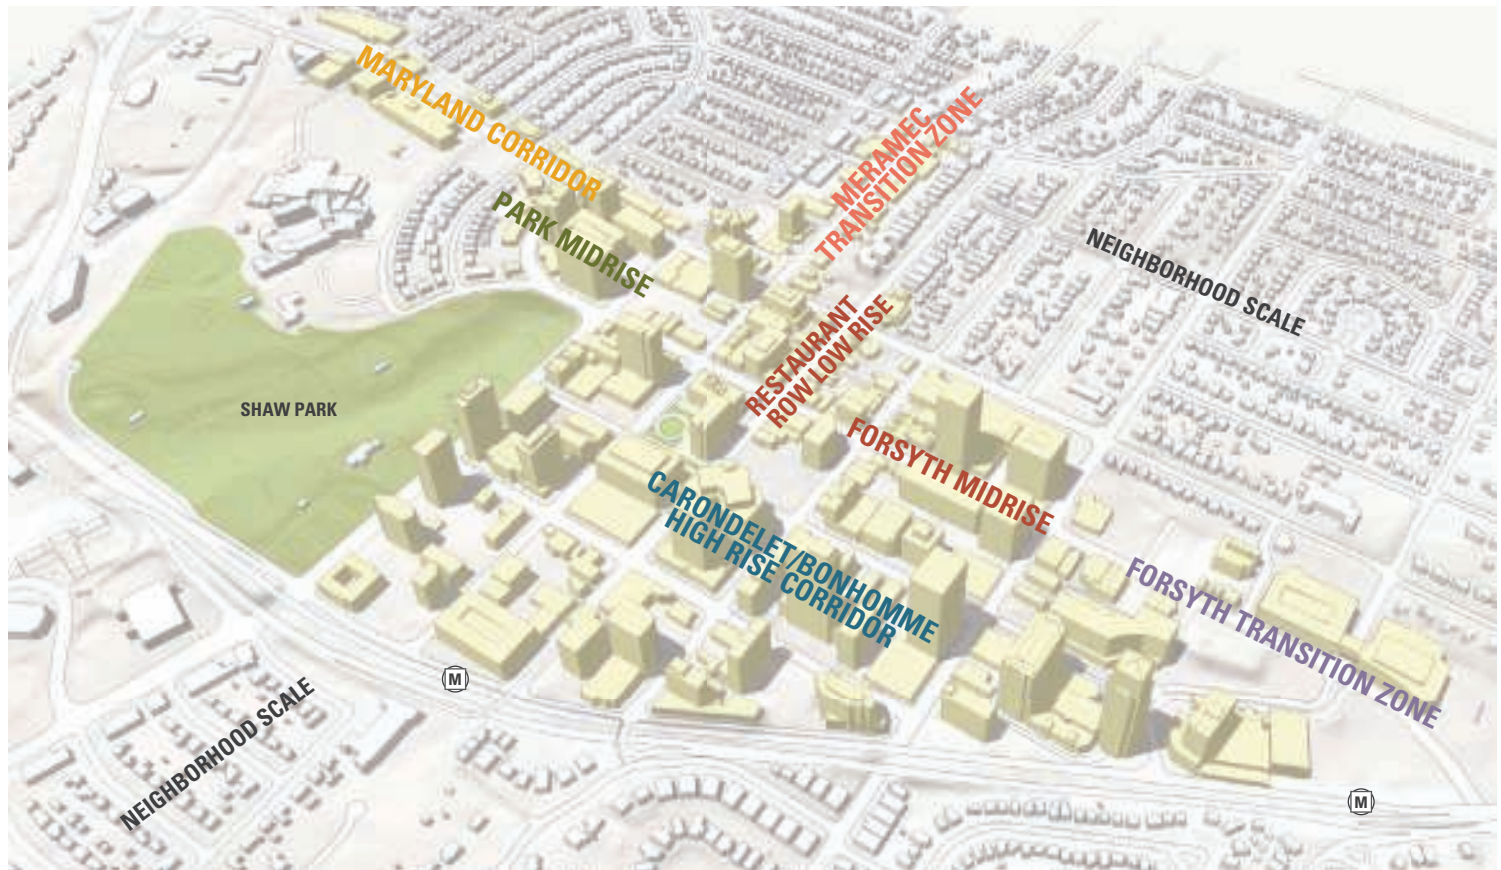 MARYLAND CORRIDOR
MERAMEC
TRANSITION ZONE
PARK MIDRISE
NEIGHBORHOOD SCALE
RESTAURANT
ROW LOW RISE
SHAW PARK
FORSYTH MIDRISE
CARONDELET/BONHOMME
HIGH RISE CORRIDOR
FORSYTH TRANSITION ZONE
M
NEIGHBORHOOD SCALE
M